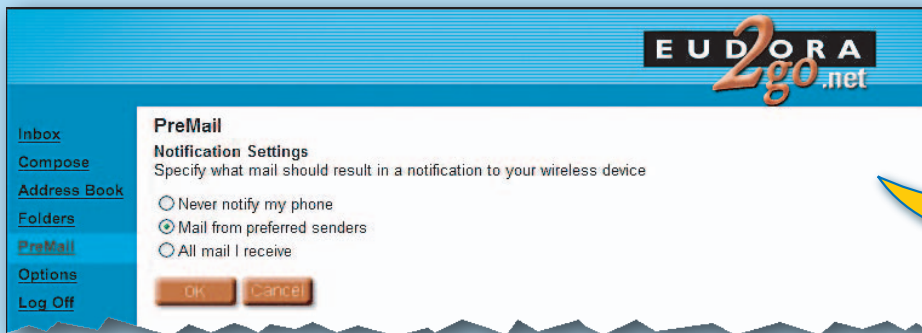 EUDORA
2go.net
Inbox
Compose
Address Book
Folders
PreMail
Options
Log Off
PreMail
Notification Settings
Specify what mail should result in a notification to your wireless device
Never notify my phone
Mail from preferred senders
All mail I receive
OK Cancel